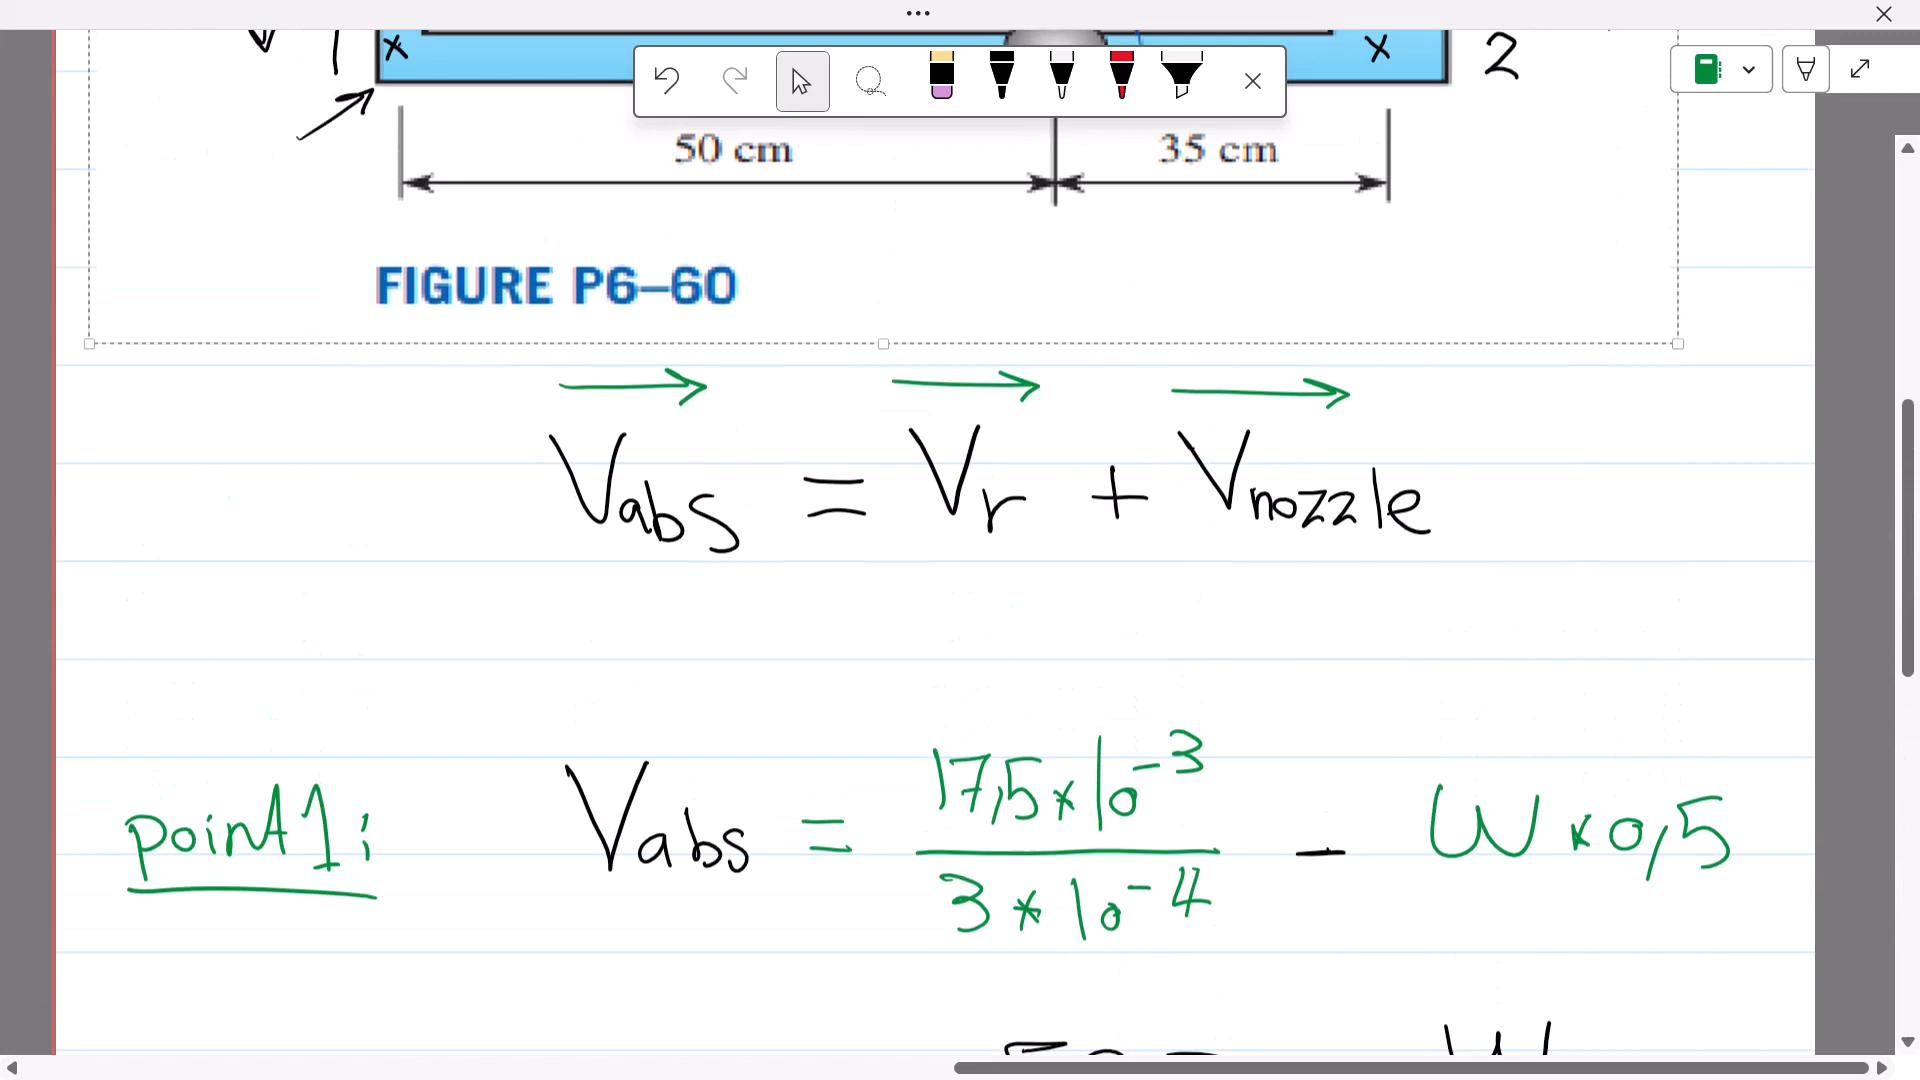 1 x x 2
50 cm 35 cm
FIGURE P6–60
Vabs = Vr + Vnozzle
point 1: Vabs = 17,5*10^-3 / 3*10^-4 - W*0,5